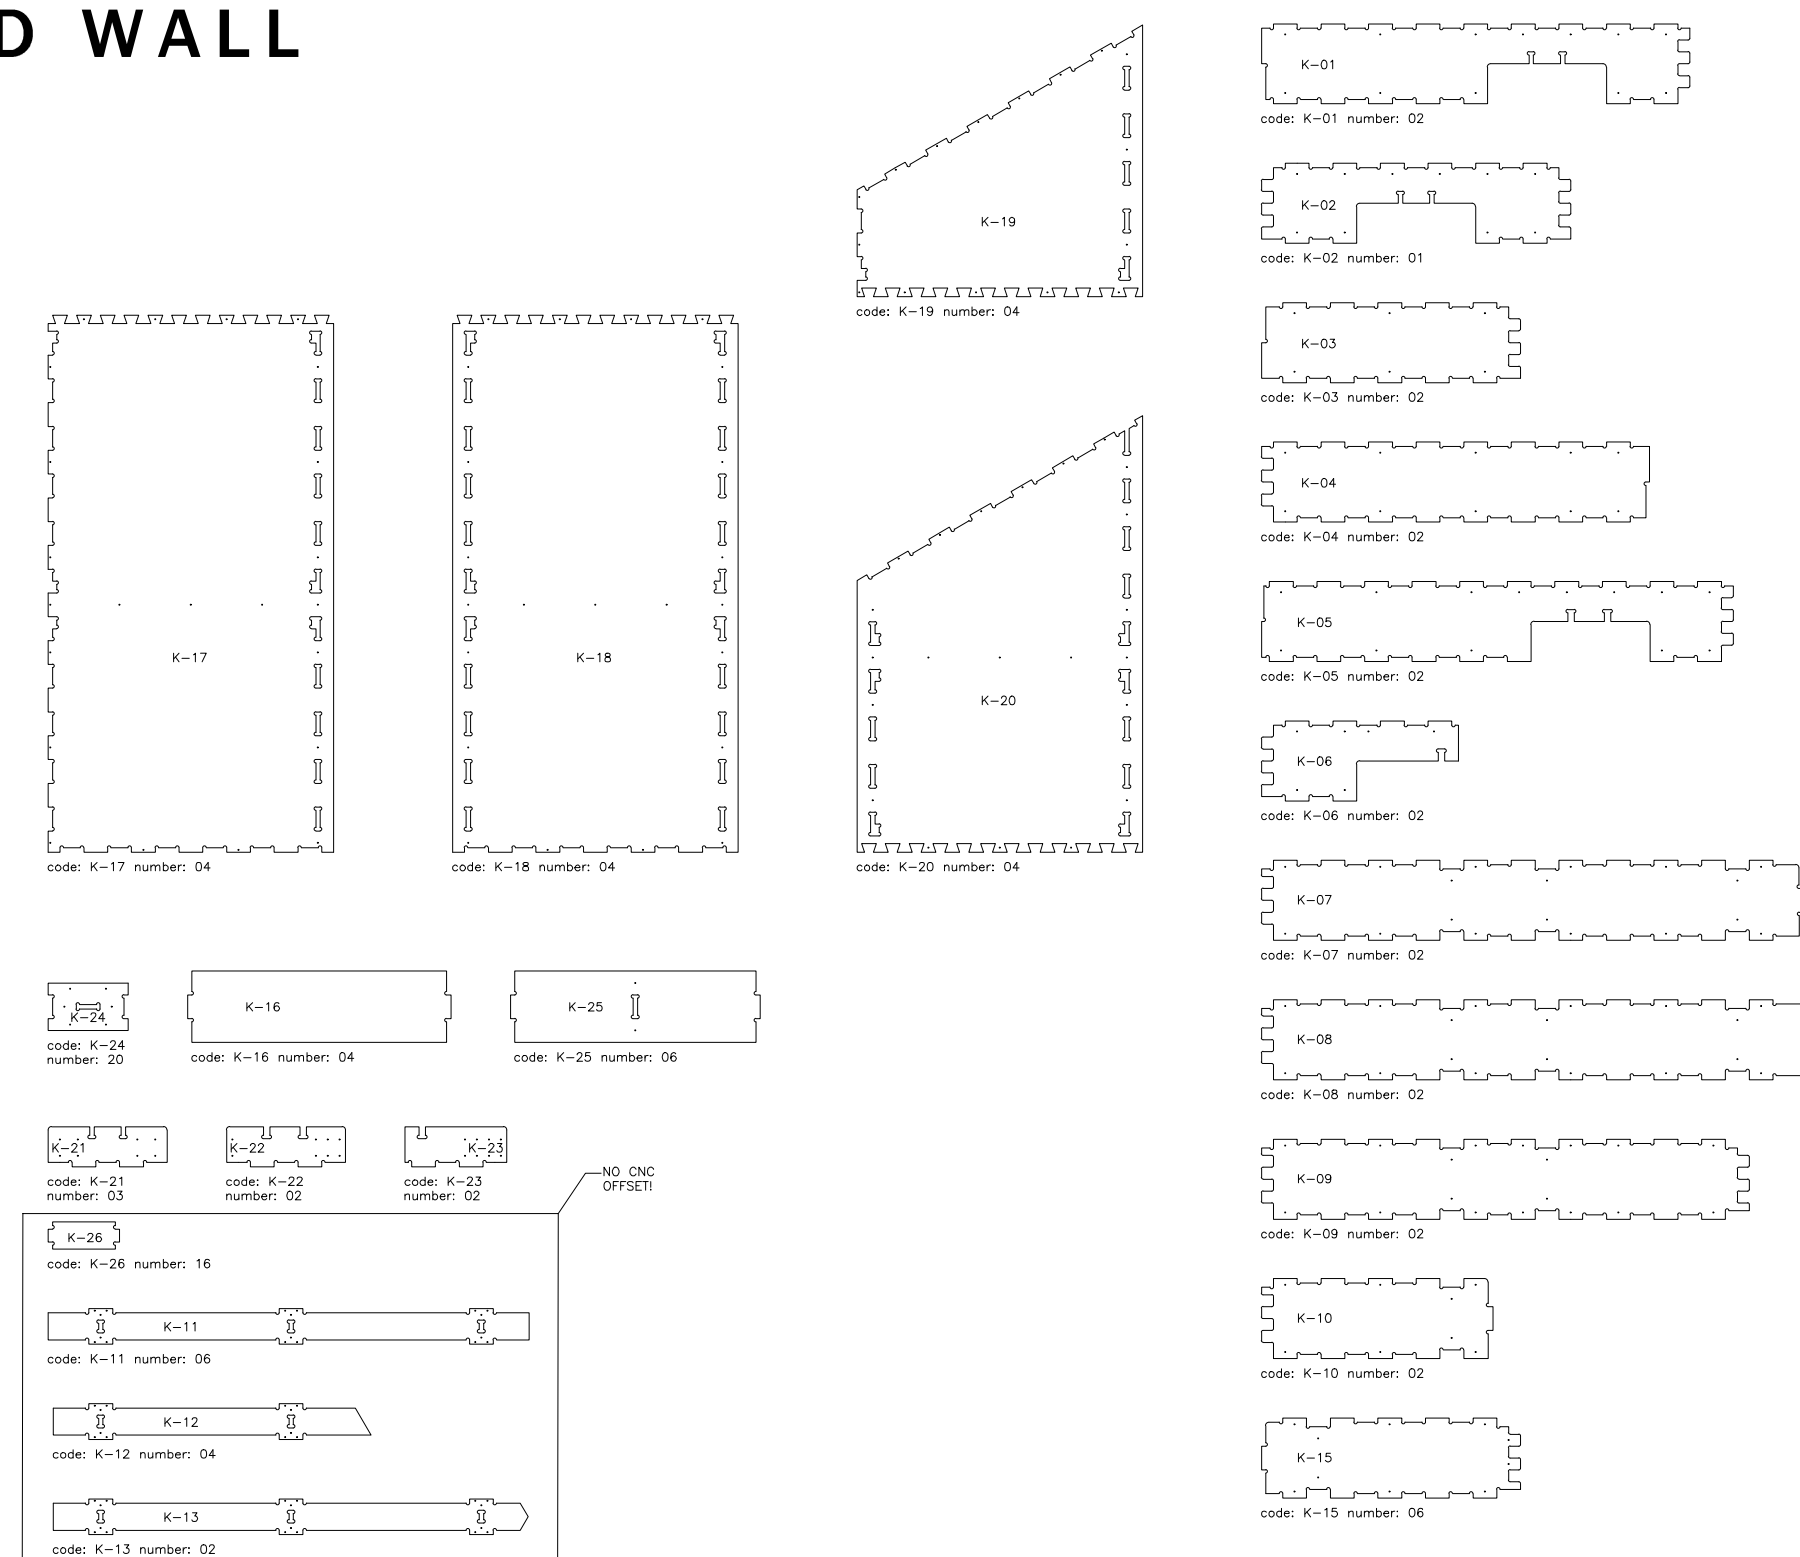 D WALL
K-19
code: K-19 number: 04
K-17
code: K-17 number: 04
K-18
code: K-18 number: 04
K-20
code: K-20 number: 04
K-24
code: K-24
number: 20
K-16
code: K-16 number: 04
K-25
code: K-25 number: 06
K-21
code: K-21
number: 03
K-22
code: K-22
number: 02
K-23
code: K-23
number: 02
NO CNC
OFFSET!
K-26
code: K-26 number: 16
K-11
code: K-11 number: 06
K-12
code: K-12 number: 04
K-13
code: K-13 number: 02
K-01
code: K-01 number: 02
K-02
code: K-02 number: 01
K-03
code: K-03 number: 02
K-04
code: K-04 number: 02
K-05
code: K-05 number: 02
K-06
code: K-06 number: 02
K-07
code: K-07 number: 02
K-08
code: K-08 number: 02
K-09
code: K-09 number: 02
K-10
code: K-10 number: 02
K-15
code: K-15 number: 06